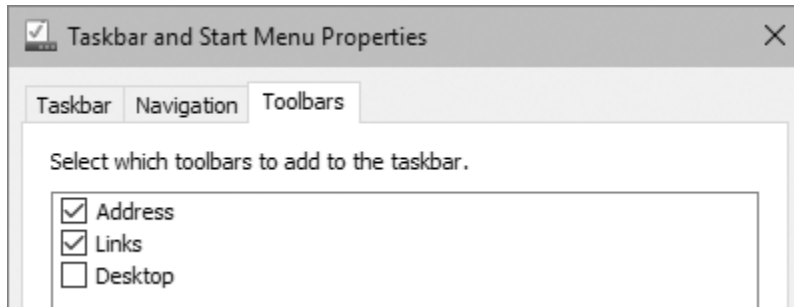 Taskbar and Start Menu Properties
Taskbar Navigation Toolbars
Select which toolbars to add to the taskbar.
Address
Links
Desktop